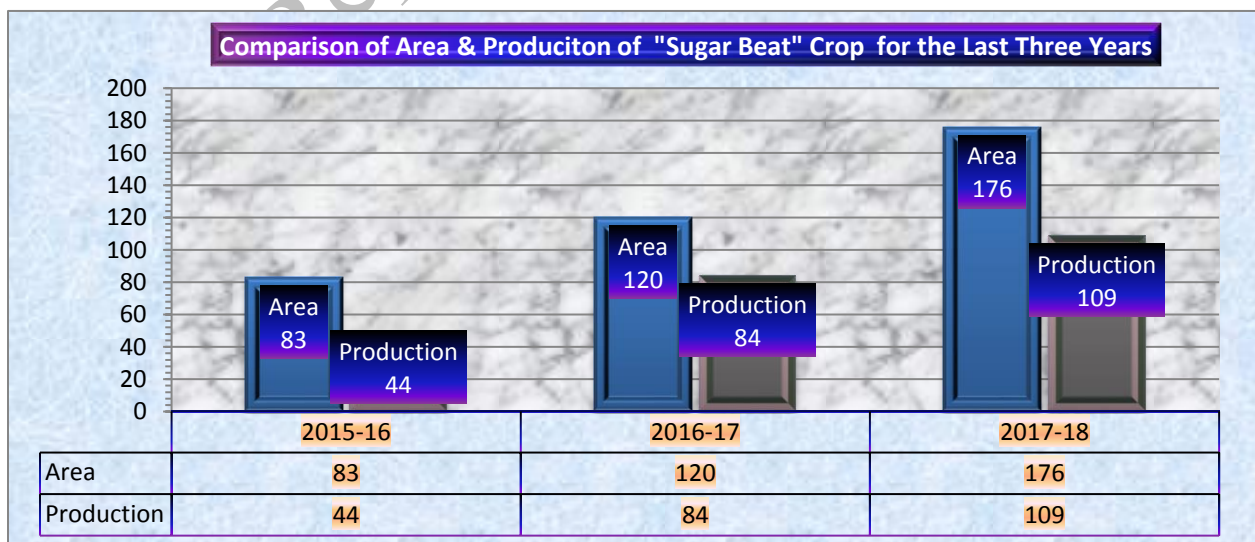 Comparison of Area & Produciton of "Sugar Beat" Crop for the Last Three Years
200
180
160
140
120
100
80
60
40
20
0
Area
83
Production
44
Area
120
Production
84
Area
176
Production
109
2015-16 2016-17 2017-18
Area 83 120 176
Production 44 84 109